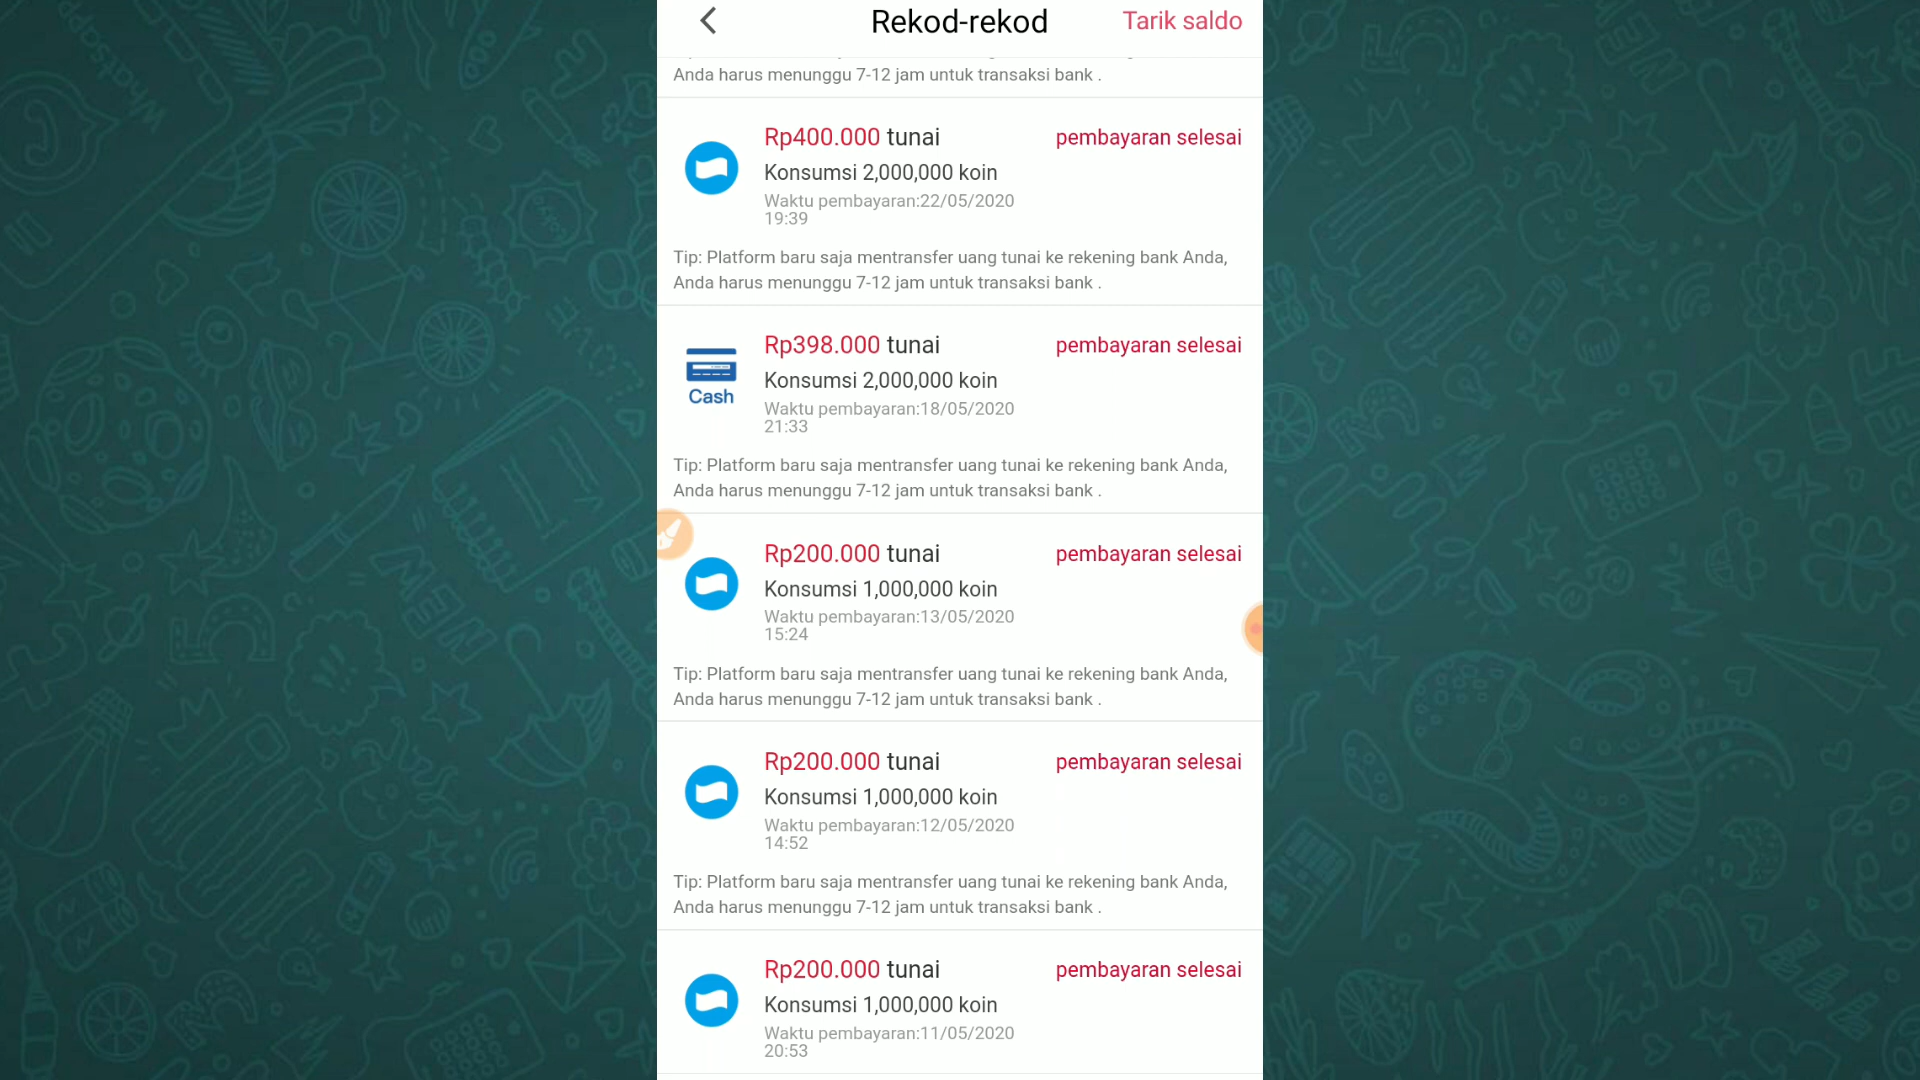 Rekod-rekod
Tarik saldo
Anda harus menunggu 7-12 jam untuk transaksi bank .
Rp400.000 tunai
pembayaran selesai
Konsumsi 2,000,000 koin
Waktu pembayaran:22/05/2020
19:39
Tip: Platform baru saja mentransfer uang tunai ke rekening bank Anda,
Anda harus menunggu 7-12 jam untuk transaksi bank .
Rp398.000 tunai
pembayaran selesai
Cash
Konsumsi 2,000,000 koin
Waktu pembayaran:18/05/2020
21:33
Tip: Platform baru saja mentransfer uang tunai ke rekening bank Anda,
Anda harus menunggu 7-12 jam untuk transaksi bank .
Rp200.000 tunai
pembayaran selesai
Konsumsi 1,000,000 koin
Waktu pembayaran:13/05/2020
15:24
Tip: Platform baru saja mentransfer uang tunai ke rekening bank Anda,
Anda harus menunggu 7-12 jam untuk transaksi bank .
Rp200.000 tunai
pembayaran selesai
Konsumsi 1,000,000 koin
Waktu pembayaran:12/05/2020
14:52
Tip: Platform baru saja mentransfer uang tunai ke rekening bank Anda,
Anda harus menunggu 7-12 jam untuk transaksi bank .
Rp200.000 tunai
pembayaran selesai
Konsumsi 1,000,000 koin
Waktu pembayaran:11/05/2020
20:53